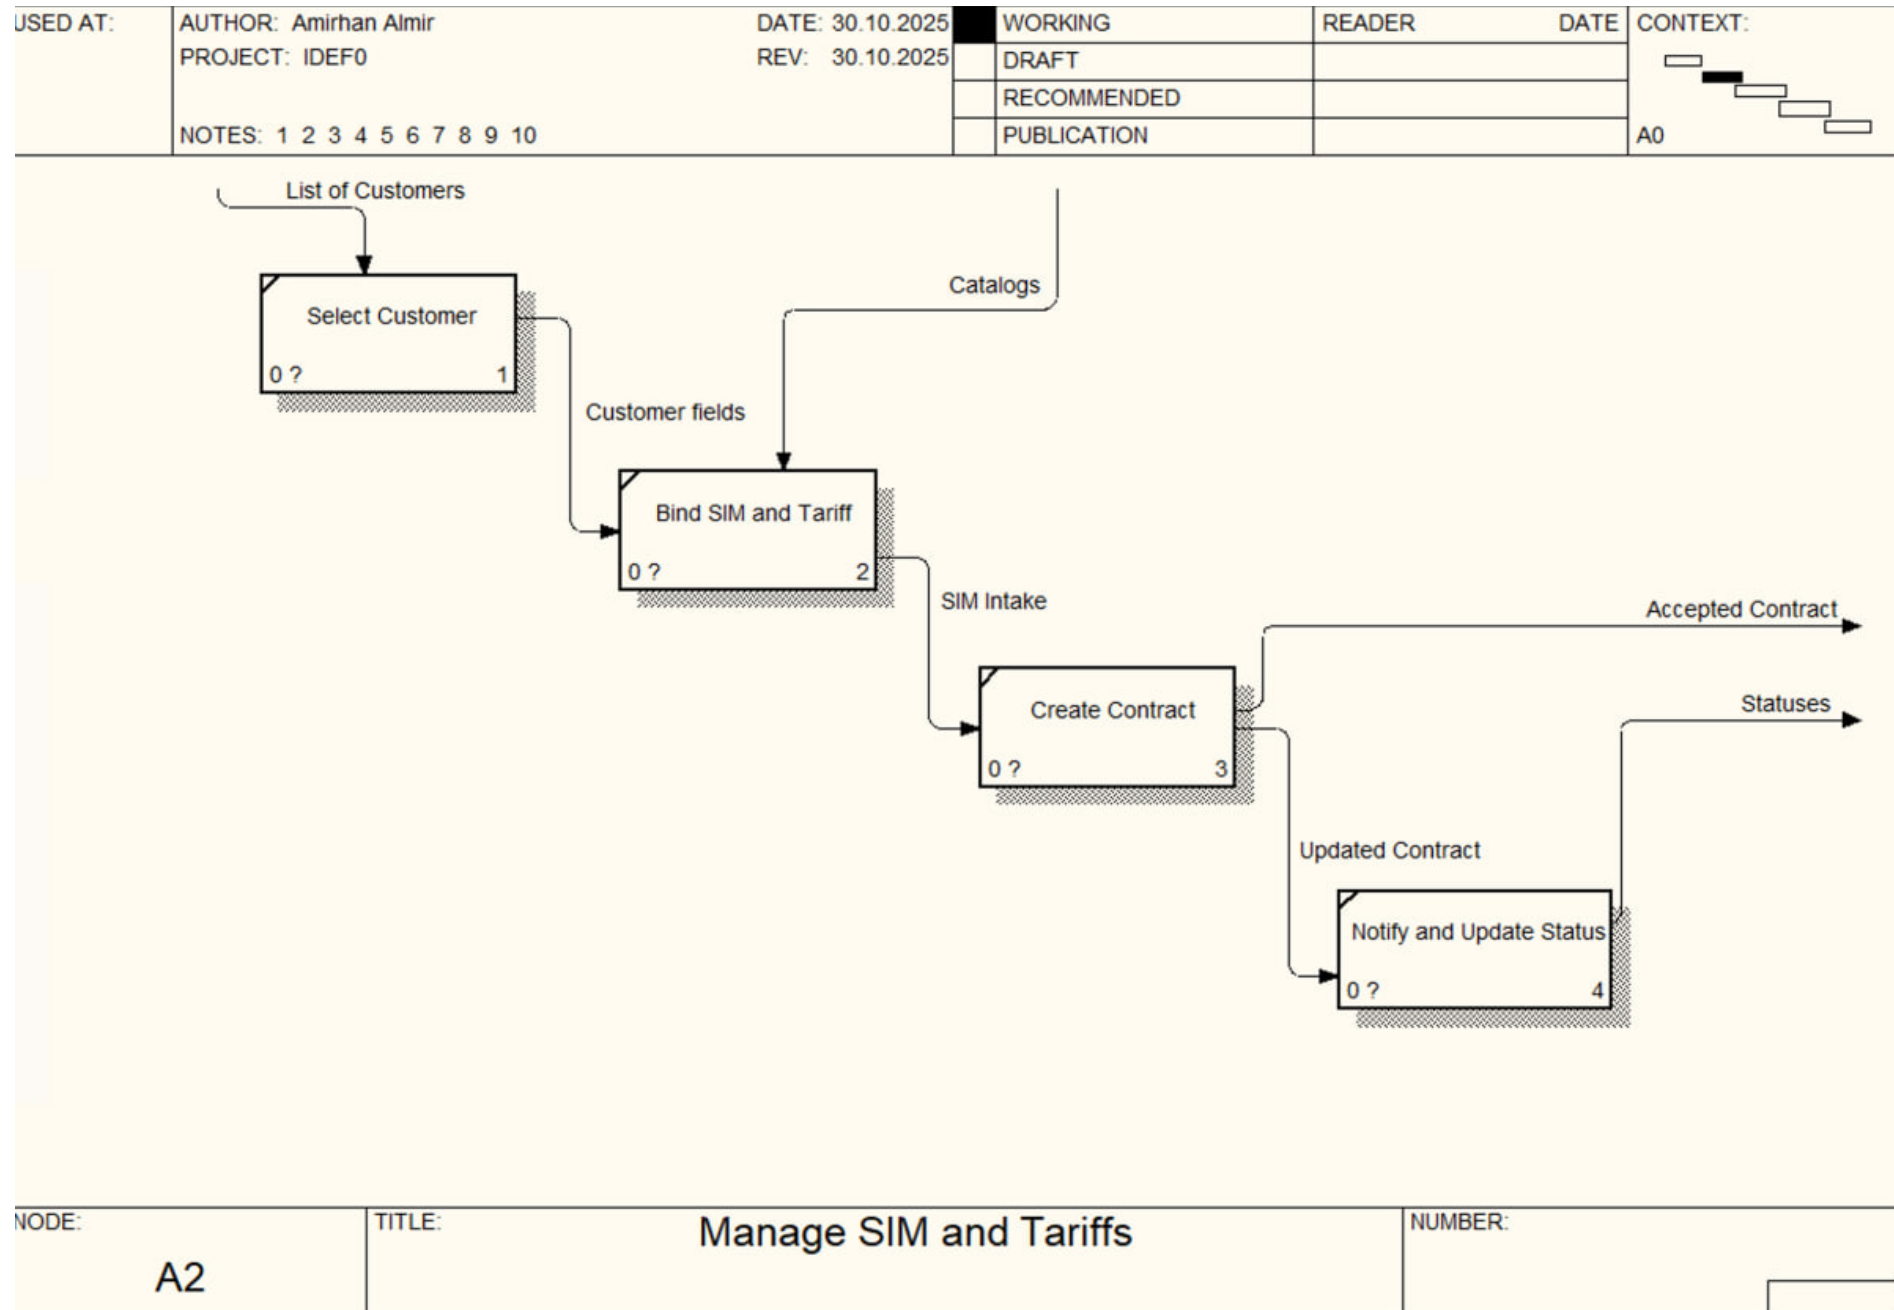 USED AT:
AUTHOR: Amirhan Almir
DATE: 30.10.2025
PROJECT: IDEF0
REV: 30.10.2025
NOTES: 1 2 3 4 5 6 7 8 9 10
WORKING
DRAFT
RECOMMENDED
PUBLICATION
READER DATE
CONTEXT:
A0
List of Customers
Catalogs
Select Customer
0 ? 1
Customer fields
Bind SIM and Tariff
0 ? 2
SIM Intake
Accepted Contract
Create Contract
0 ? 3
Statuses
Updated Contract
Notify and Update Status
0 ? 4
NODE:
A2
TITLE:
Manage SIM and Tariffs
NUMBER: